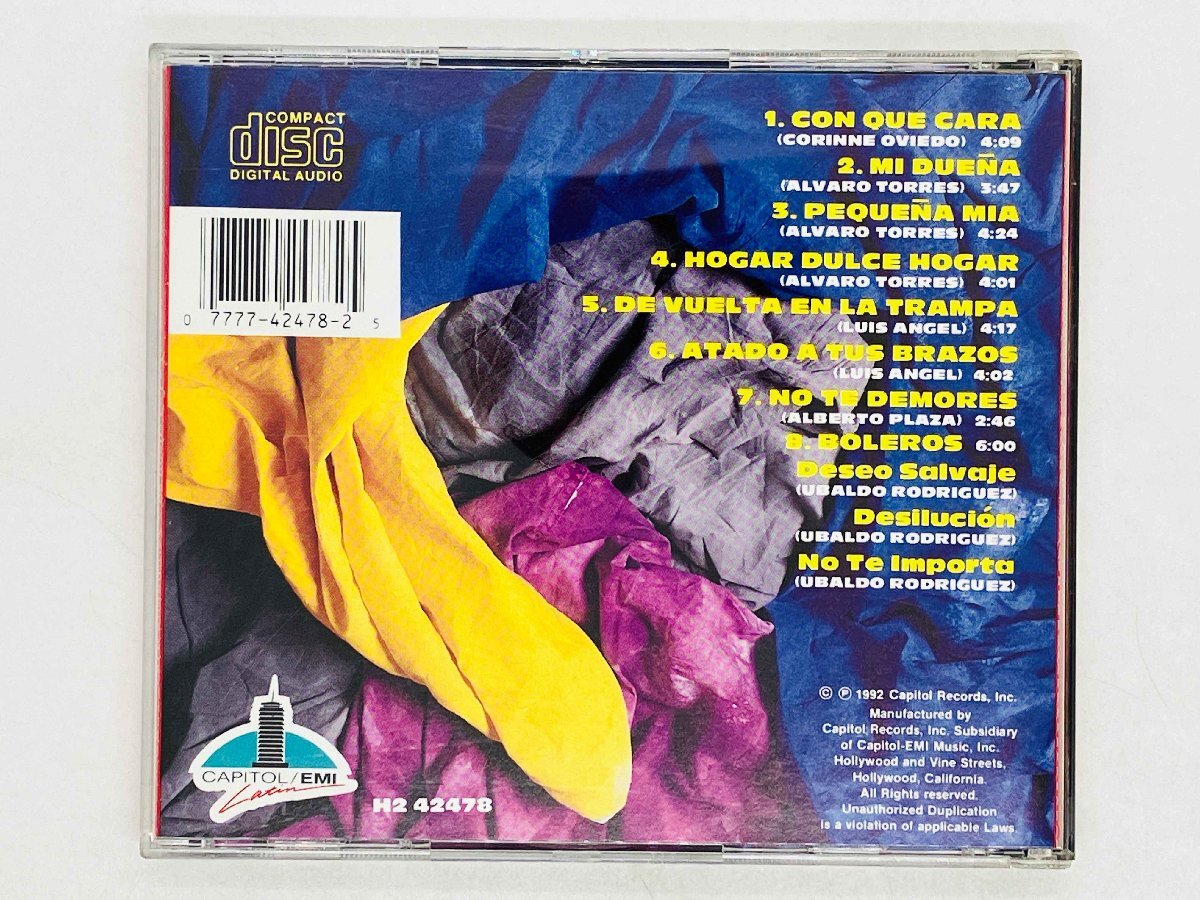 COMPACT
disc
DIGITAL AUDIO
0 7777-42478-2 5
1. CON QUE CARA
(CORINNE OVIEDO) 4:09
2. MI DUEÑA
(ALVARO TORRES) 3:47
3. PEQUEÑA MIA
(ALVARO TORRES) 4:24
4. HOGAR DULCE HOGAR
(ALVARO TORRES) 4:01
5. DE VUELTA EN LA TRAMPA
(LUIS ANGEL) 4:17
6. ATADO A TUS BRAZOS
(LUIS ANGEL) 4:02
7. NO TE DEMORES
(ALBERTO PLAZA) 2:46
8. BOLEROS 6:00
Deseo Salvaje
(UBALDO RODRIGUEZ)
Desilución
(UBALDO RODRIGUEZ)
No Te Importa
(UBALDO RODRIGUEZ)
© ℗ 1992 Capitol Records, Inc.
Manufactured by
Capitol Records, Inc. Subsidiary
of Capitol-EMI Music, Inc.
Hollywood and Vine Streets,
Hollywood, California.
All Rights reserved.
Unauthorized Duplication
is a violation of applicable Laws.
CAPITOL/EMI
Latin
H2 42478